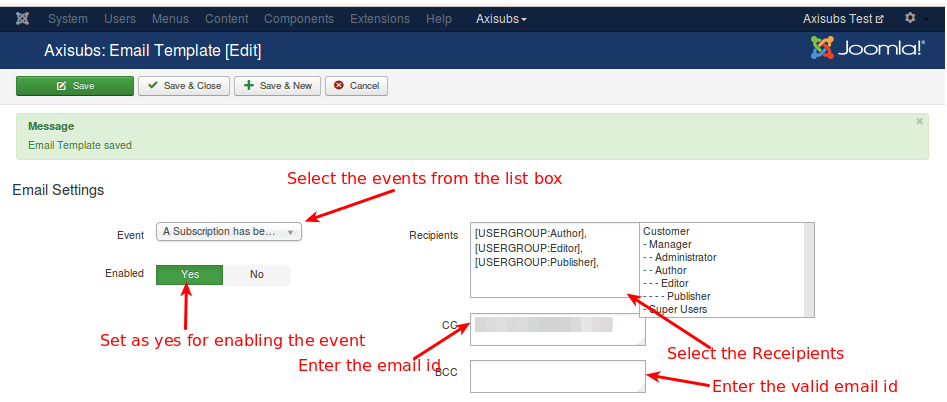 System Users Menus Content Components Extensions Help Axisubs Axisubs Test
Axisubs: Email Template [Edit]
Joomla!®
Save Save & Close Save & New Cancel
Message
Email Template saved
Select the events from the list box
Email Settings
Event A Subscription has be...
Enabled Yes No
Set as yes for enabling the event
Recipients
[USERGROUP:Author],
[USERGROUP:Editor],
[USERGROUP:Publisher],
Customer
- Manager
- - Administrator
- - Author
- - - Editor
- - - - Publisher
- Super Users
CC
Enter the email id
Select the Receipients
BCC
Enter the valid email id